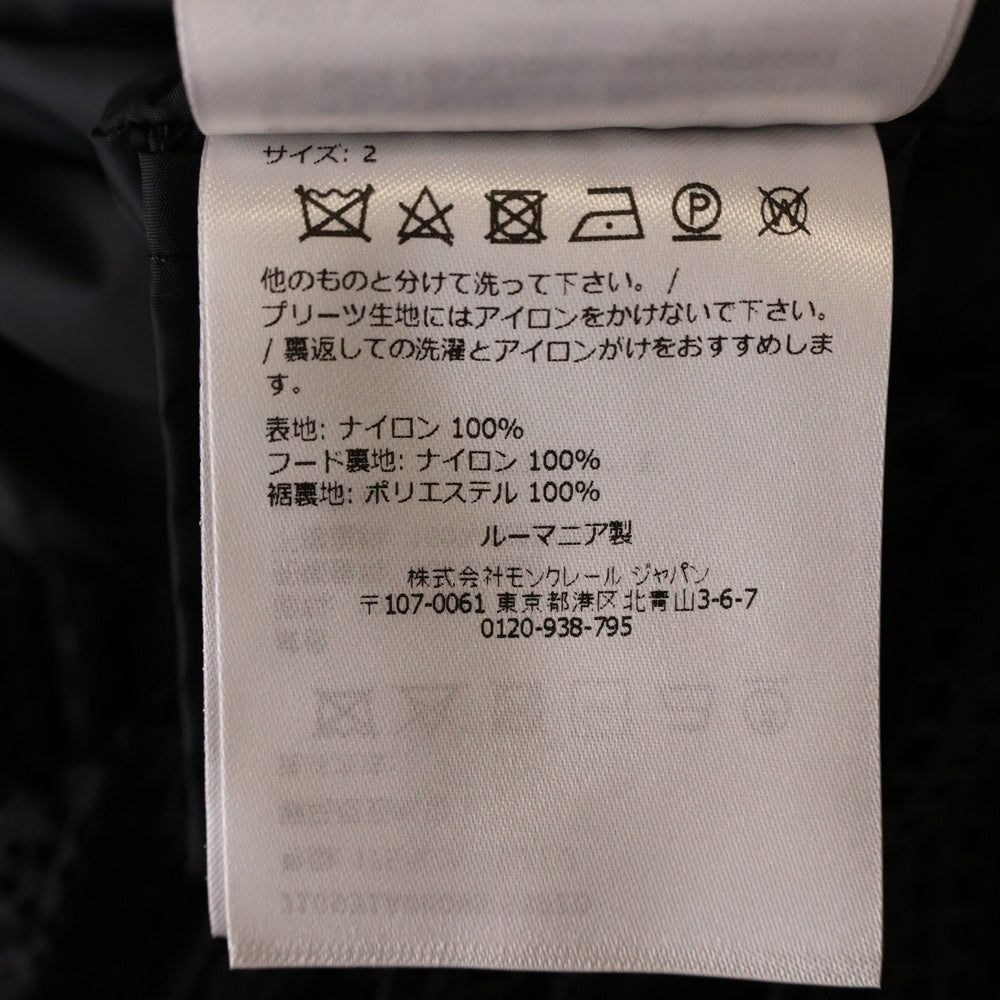 サイズ: 2
P W
他のものと分けて洗って下さい。 /
プリーツ生地にはアイロンをかけないで下さい。
/ 裏返しての洗濯とアイロンがけをおすすめしま
す。
表地: ナイロン 100%
フード裏地: ナイロン 100%
裾裏地: ポリエステル 100%
ルーマニア製
株式会社モンクレール ジャパン
〒107-0061 東京都港区北青山3-6-7
0120-938-795